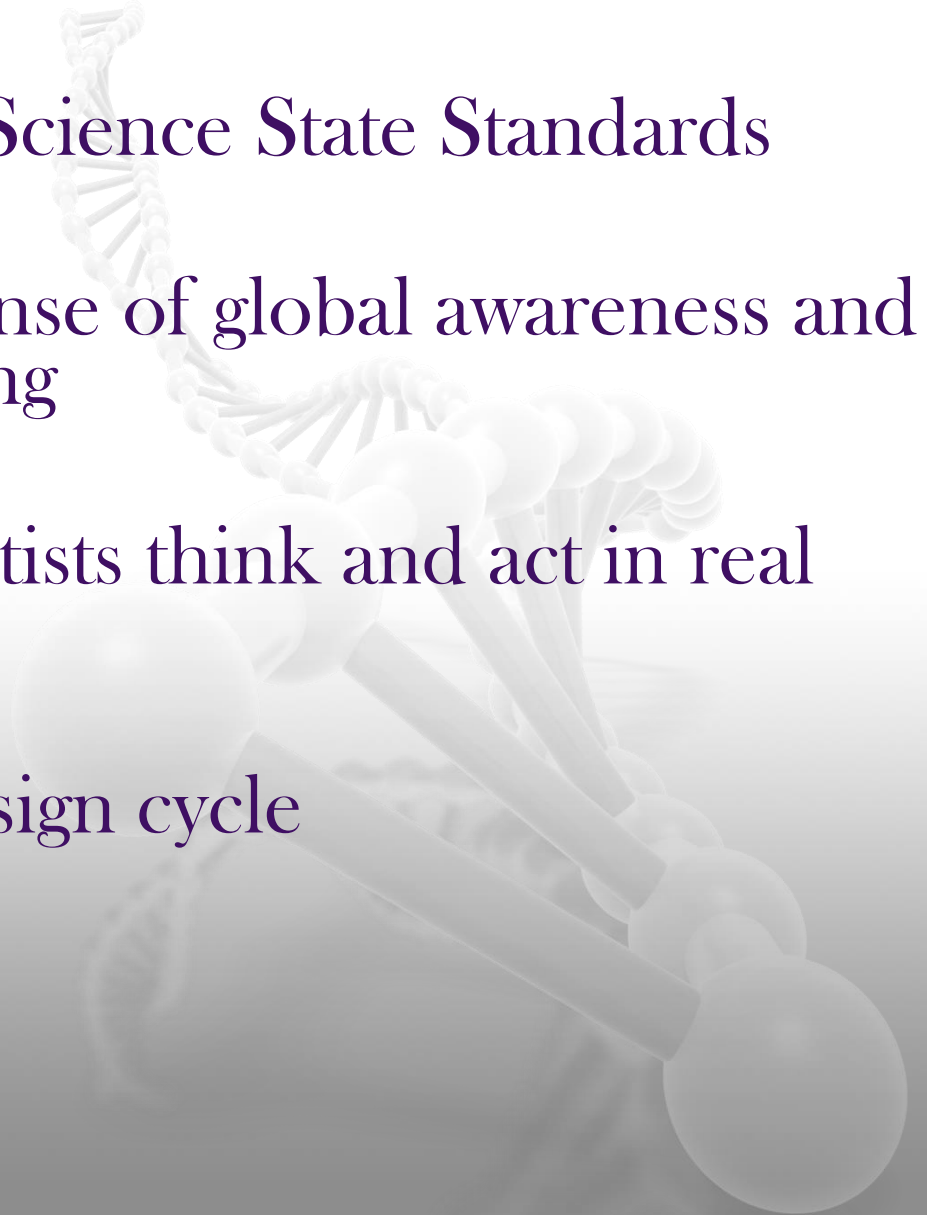 Science State Standards
nse of global awareness and
ng
tists think and act in real
sign cycle